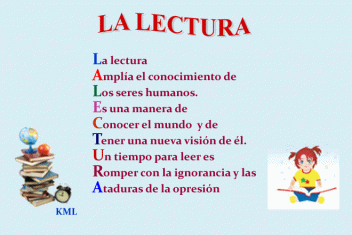 LA LECTURA
La lectura
Amplía el conocimiento de
Los seres humanos.
Es una manera de
Conocer el mundo y de
Tener una nueva visión de él.
Un tiempo para leer es
Romper con la ignorancia y las
Ataduras de la opresión
KML